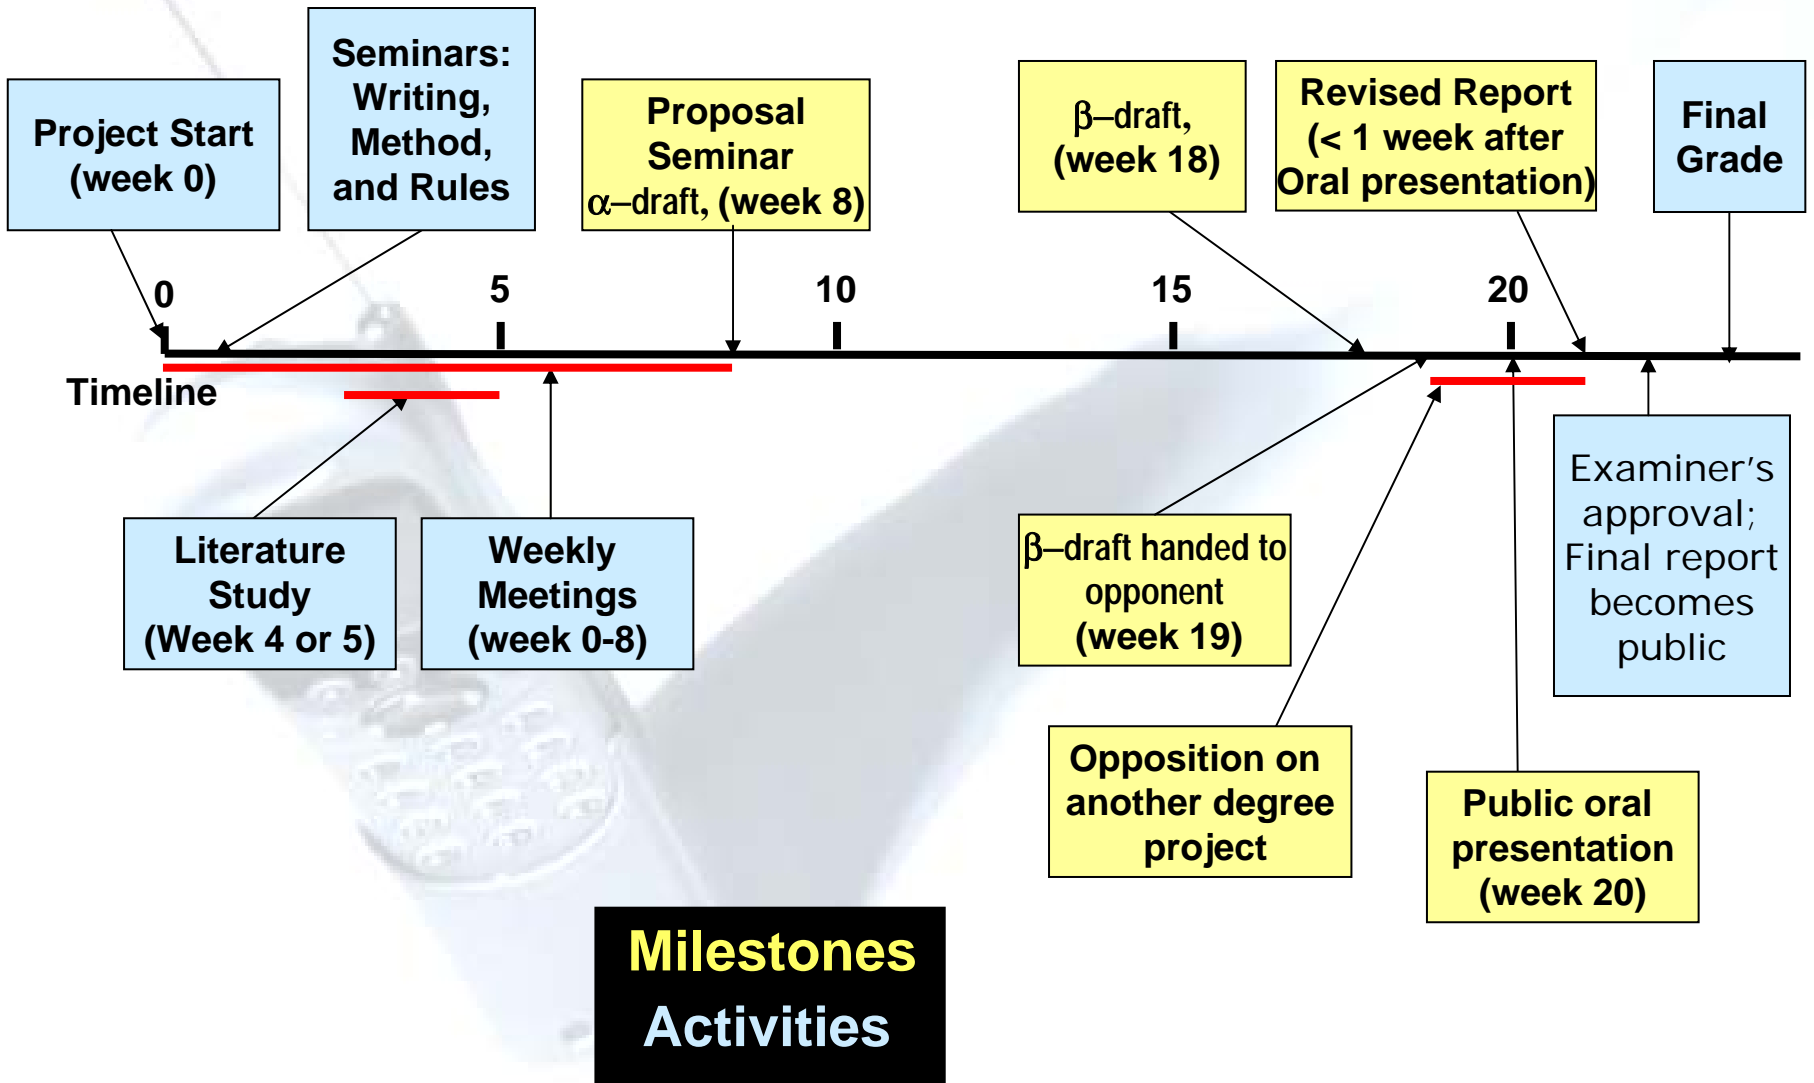 Project Start
(week 0)
Seminars:
Writing,
Method,
and Rules
Proposal
Seminar
α–draft, (week 8)
β–draft,
(week 18)
Revised Report
(< 1 week after
Oral presentation)
Final
Grade
0
5
10
15
20
Timeline
Literature
Study
(Week 4 or 5)
Weekly
Meetings
(week 0-8)
β–draft handed to
opponent
(week 19)
Examiner's
approval;
Final report
becomes
public
Opposition on
another degree
project
Public oral
presentation
(week 20)
Milestones
Activities